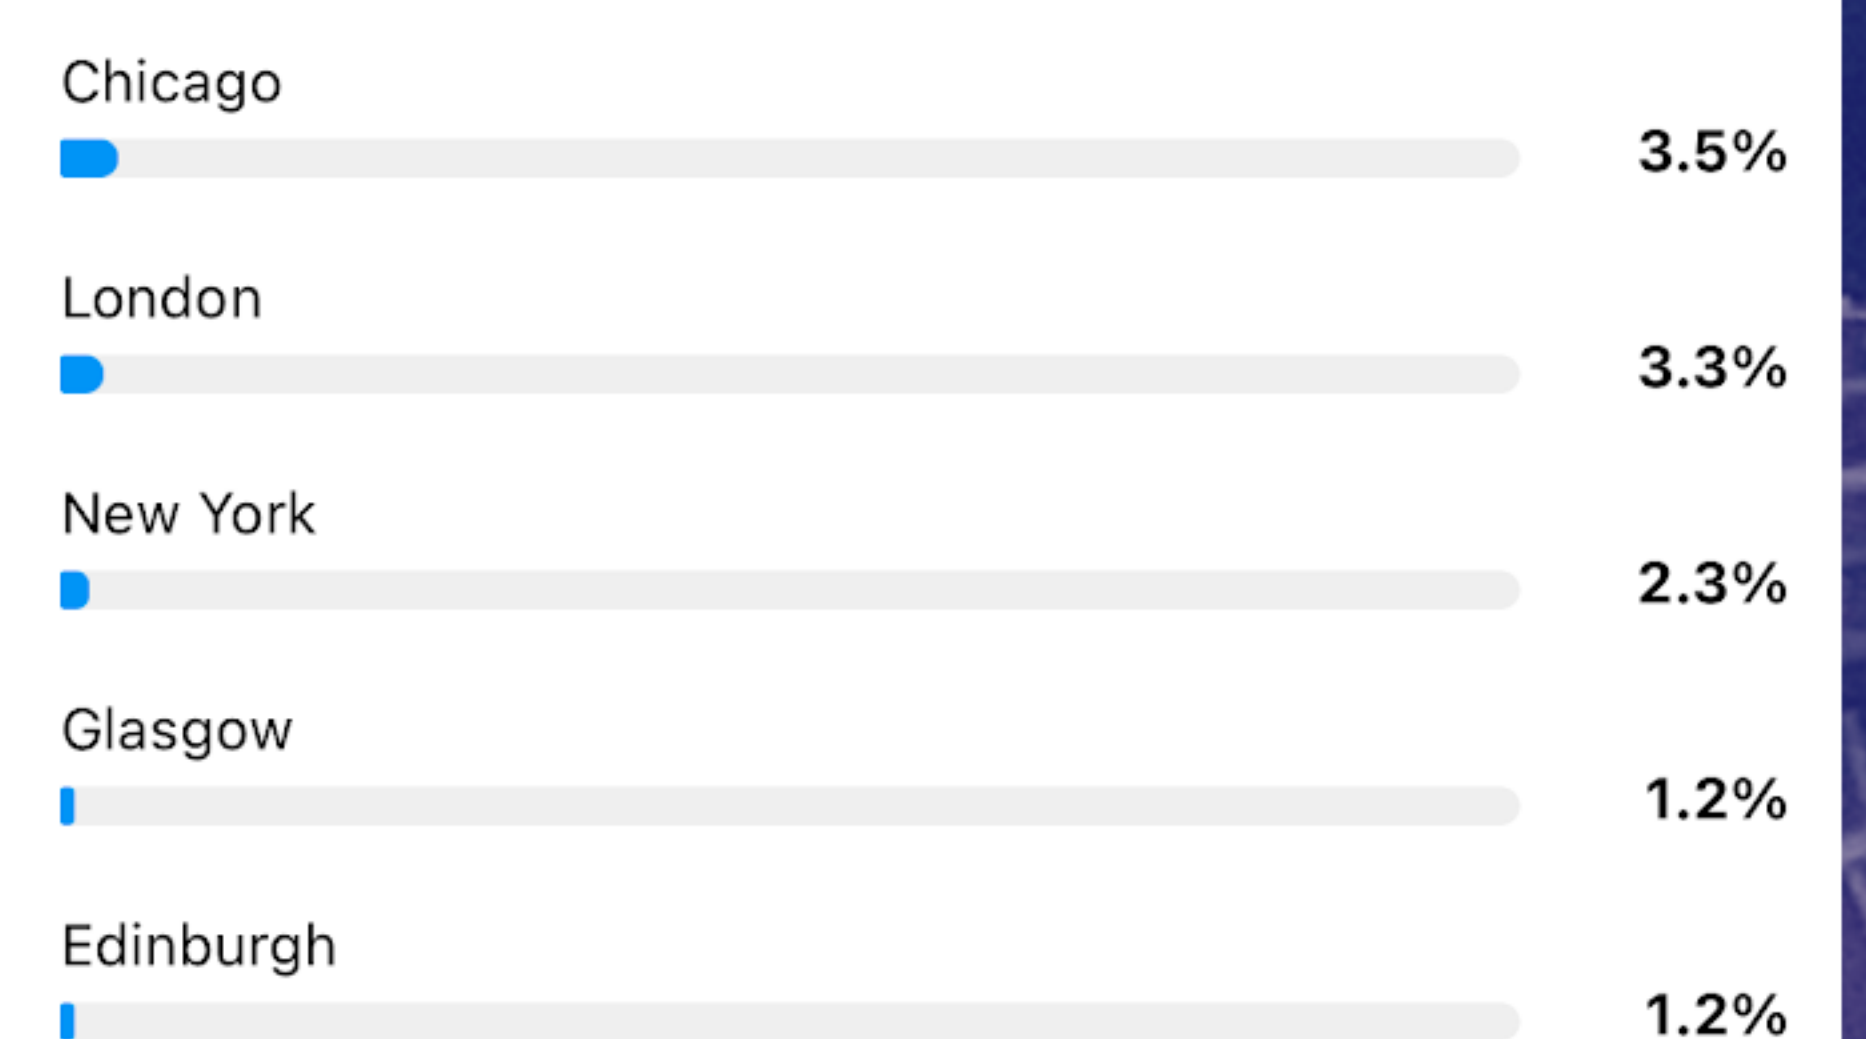 Chicago
3.5%
London
3.3%
New York
2.3%
Glasgow
1.2%
Edinburgh
1.2%